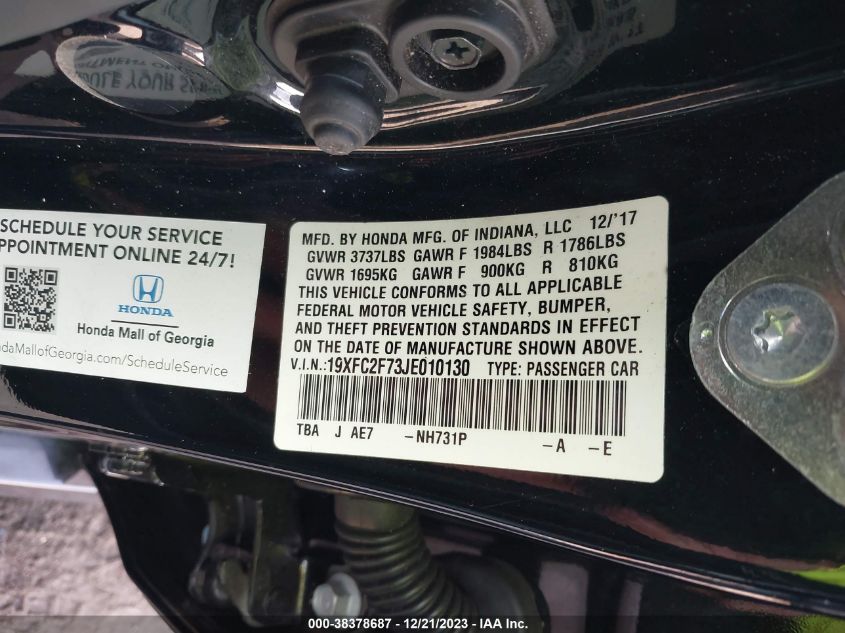 SCHEDULE YOUR SERVICE
APPOINTMENT ONLINE 24/7!
HONDA
Honda Mall of Georgia
HondaMallofGeorgia.com/ScheduleService
MFD. BY HONDA MFG. OF INDIANA, LLC 12/'17
GVWR 3737LBS GAWR F 1984LBS R 1786LBS
GVWR 1695KG GAWR F 900KG R 810KG
THIS VEHICLE CONFORMS TO ALL APPLICABLE
FEDERAL MOTOR VEHICLE SAFETY, BUMPER,
AND THEFT PREVENTION STANDARDS IN EFFECT
ON THE DATE OF MANUFACTURE SHOWN ABOVE.
V.I.N.:19XFC2F73JE010130 TYPE: PASSENGER CAR
TBA J AE7 -NH731P -A -E
000-38378687 - 12/21/2023 - IAA Inc.